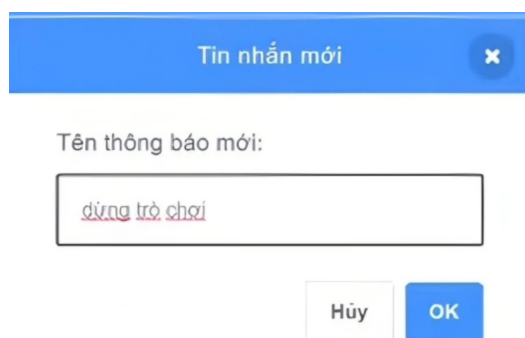 Tin nhắn mới
Tên thông báo mới:
dừng trò chơi
Hủy
OK